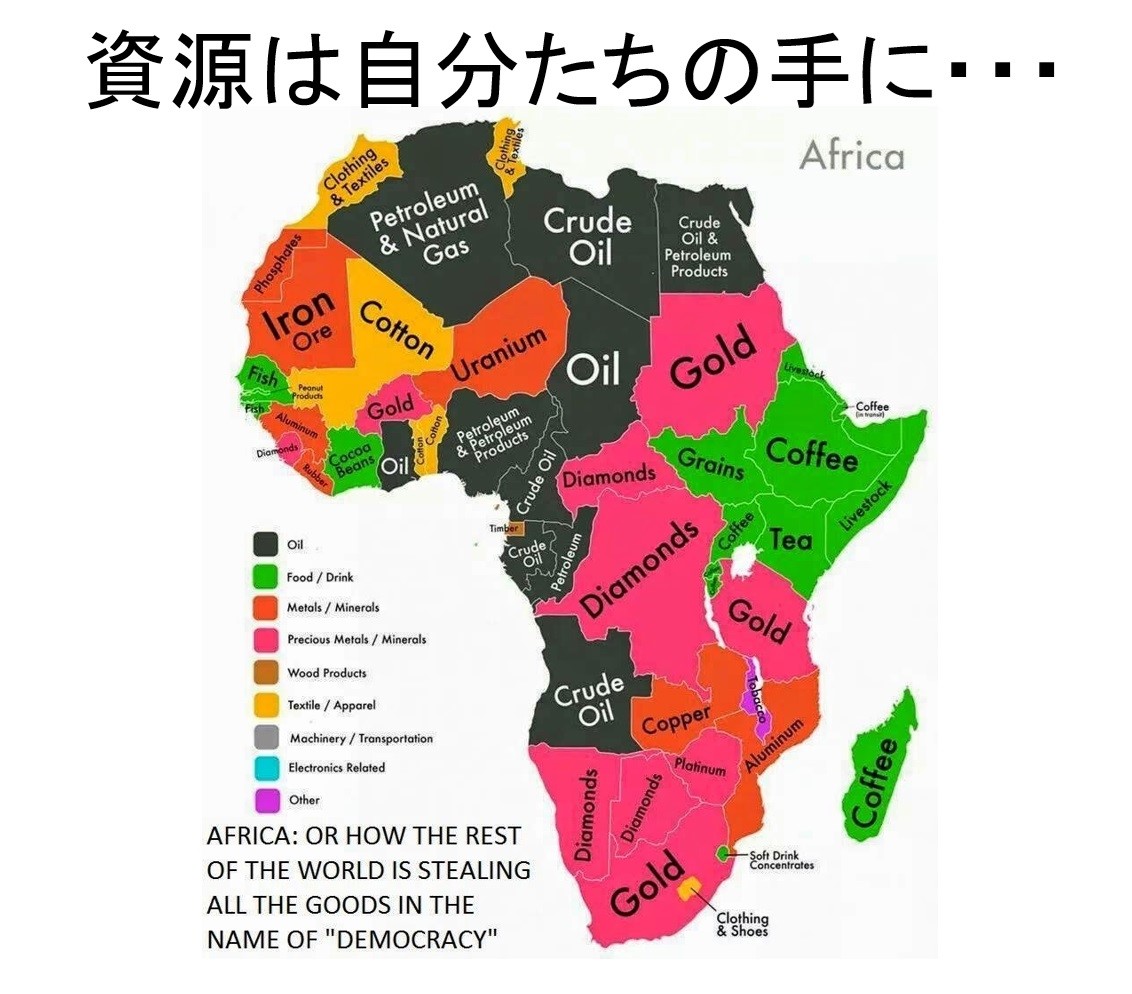 資源は自分たちの手に・・・
Africa
Clothing
& Textiles
Clothing
& Textiles
Petroleum
& Natural
Gas
Crude
Oil
Crude
Oil &
Petroleum
Products
Phosphates
Iron
Ore
Cotton
Uranium
Oil
Gold
Livestock
Fish
Peanut
Products
Fish
Gold
Coffee
(in transit)
Aluminum
Diamonds
Rubber
Cocoa
Beans
Oil
Cotton
Cotton
Petroleum
& Petroleum
Products
Crude Oil
Diamonds
Grains
Coffee
Livestock
Timber
Crude
Oil
Petroleum
Diamonds
Coffee
Tea
Gold
Crude
Oil
Copper
Tobacco
Aluminum
Diamonds
Diamonds
Platinum
Coffee
Gold
Soft Drink
Concentrates
Clothing
& Shoes
Oil
Food / Drink
Metals / Minerals
Precious Metals / Minerals
Wood Products
Textile / Apparel
Machinery / Transportation
Electronics Related
Other
AFRICA: OR HOW THE REST
OF THE WORLD IS STEALING
ALL THE GOODS IN THE
NAME OF "DEMOCRACY"